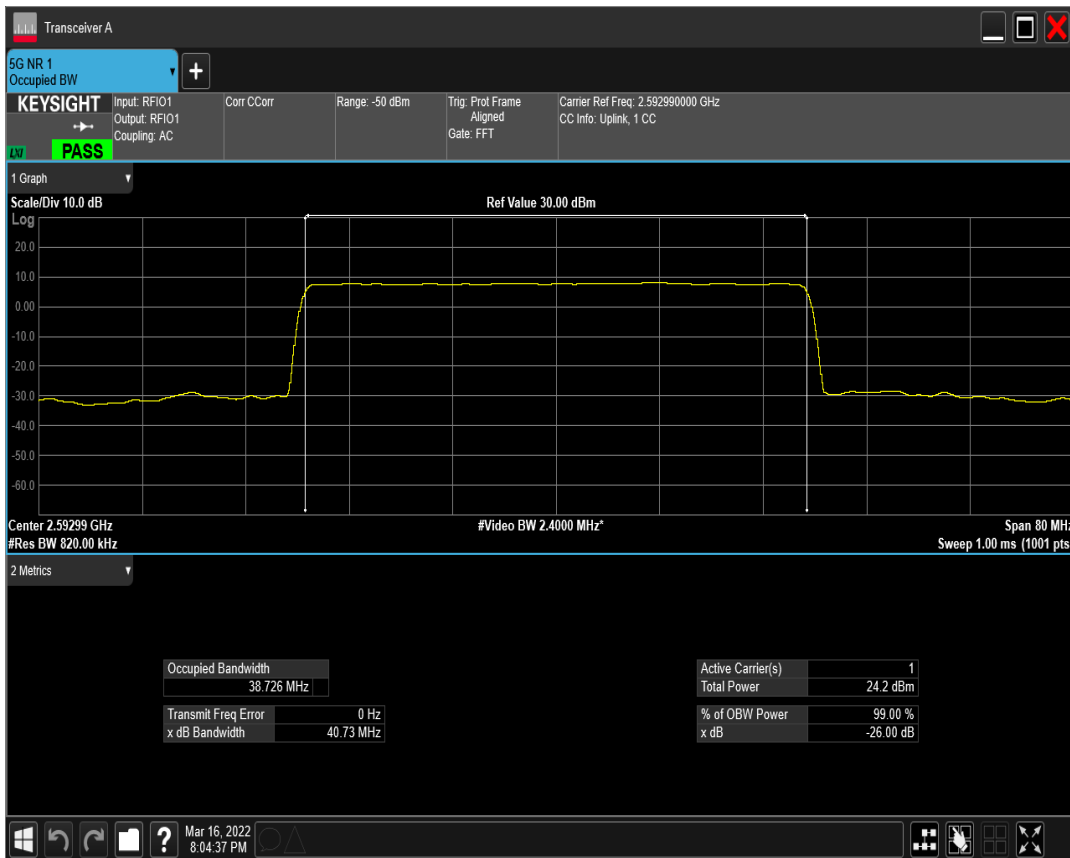 Transceiver A
5G NR 1
Occupied BW
+
KEYSIGHT
LXI
PASS
Input: RFIO1
Output: RFIO1
Coupling: AC
Corr CCorr
Range: -50 dBm
Trig: Prot Frame
Aligned
Gate: FFT
Carrier Ref Freq: 2.592990000 GHz
CC Info: Uplink, 1 CC
1 Graph
Scale/Div 10.0 dB
Ref Value 30.00 dBm
Log
20.0
10.0
0.00
-10.0
-20.0
-30.0
-40.0
-50.0
-60.0
Center 2.59299 GHz
#Video BW 2.4000 MHz*
Span 80 MHz
#Res BW 820.00 kHz
Sweep 1.00 ms (1001 pts
2 Metrics
Occupied Bandwidth
38.726 MHz
Transmit Freq Error 0 Hz
x dB Bandwidth 40.73 MHz
Active Carrier(s) 1
Total Power 24.2 dBm
% of OBW Power 99.00 %
x dB -26.00 dB
?
Mar 16, 2022
8:04:37 PM